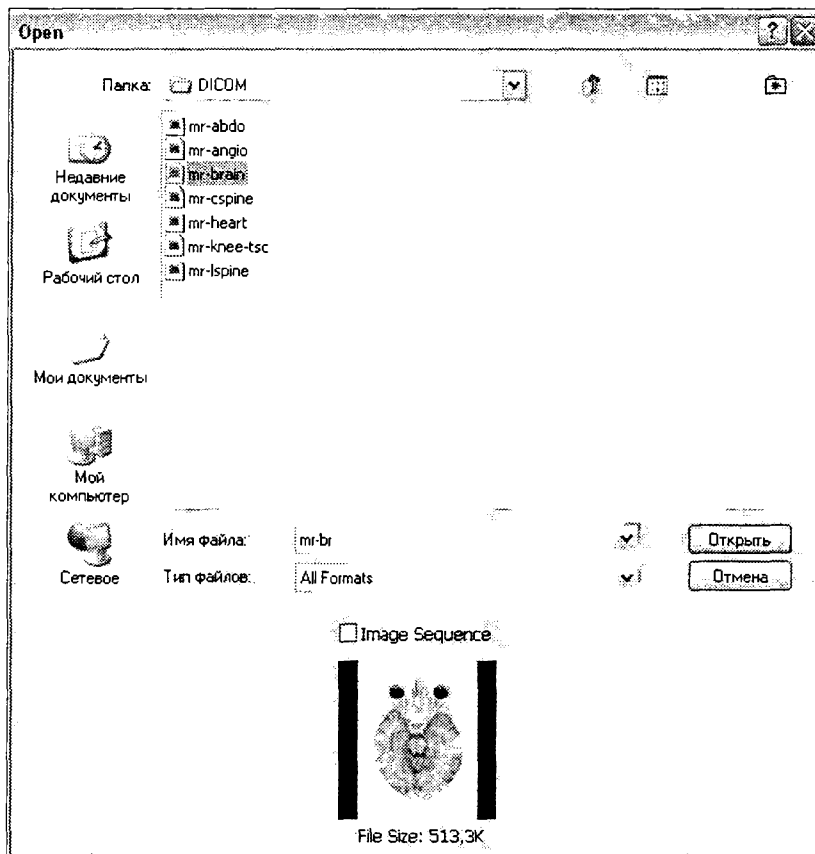 Open
Папка: DICOM
mr-abdo
mr-angio
mr-brain
mr-cspine
mr-heart
mr-knee-tsc
mr-lspine
Недавние
документы
Рабочий стол
Мои документы
Мой
компьютер
Сетевое
Имя файла: mr-br
Открыть
Тип файлов: All Formats
Отмена
Image Sequence
File Size: 513,3K